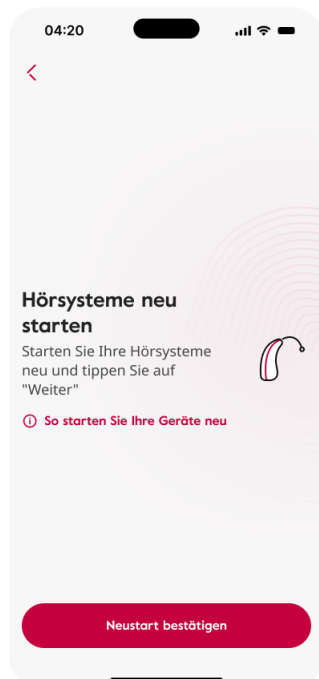 04:20
Hörsysteme neu
starten
Starten Sie Ihre Hörsysteme
neu und tippen Sie auf
"Weiter"
So starten Sie Ihre Geräte neu
Neustart bestätigen